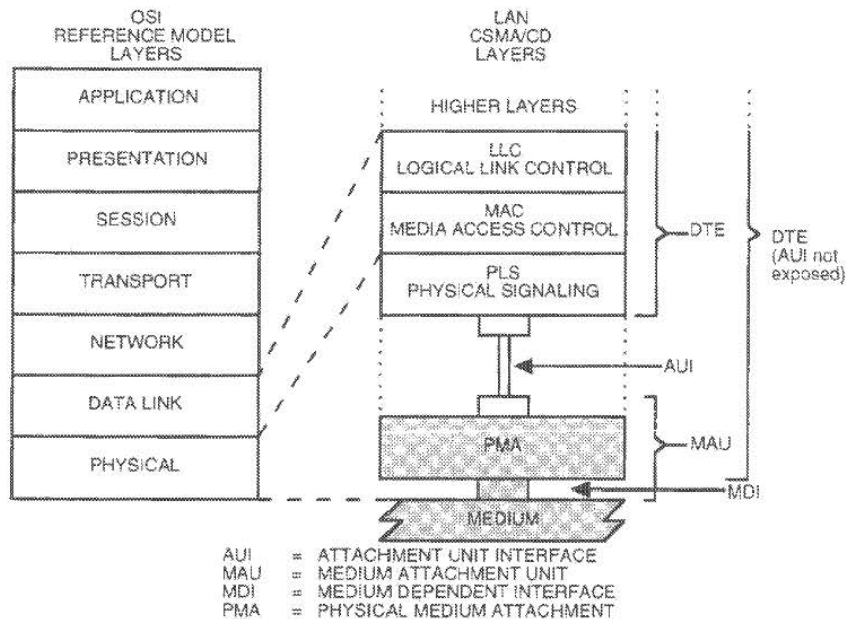 OSI
REFERENCE MODEL
LAYERS
APPLICATION
PRESENTATION
SESSION
TRANSPORT
NETWORK
DATA LINK
PHYSICAL
LAN
CSMA/CD
LAYERS
HIGHER LAYERS
LLC
LOGICAL LINK CONTROL
MAC
MEDIA ACCESS CONTROL
PLS
PHYSICAL SIGNALING
DTE
DTE
(AUI not
exposed)
AUI
PMA
MAU
MDI
MEDIUM
AUI = ATTACHMENT UNIT INTERFACE
MAU = MEDIUM ATTACHMENT UNIT
MDI = MEDIUM DEPENDENT INTERFACE
PMA = PHYSICAL MEDIUM ATTACHMENT